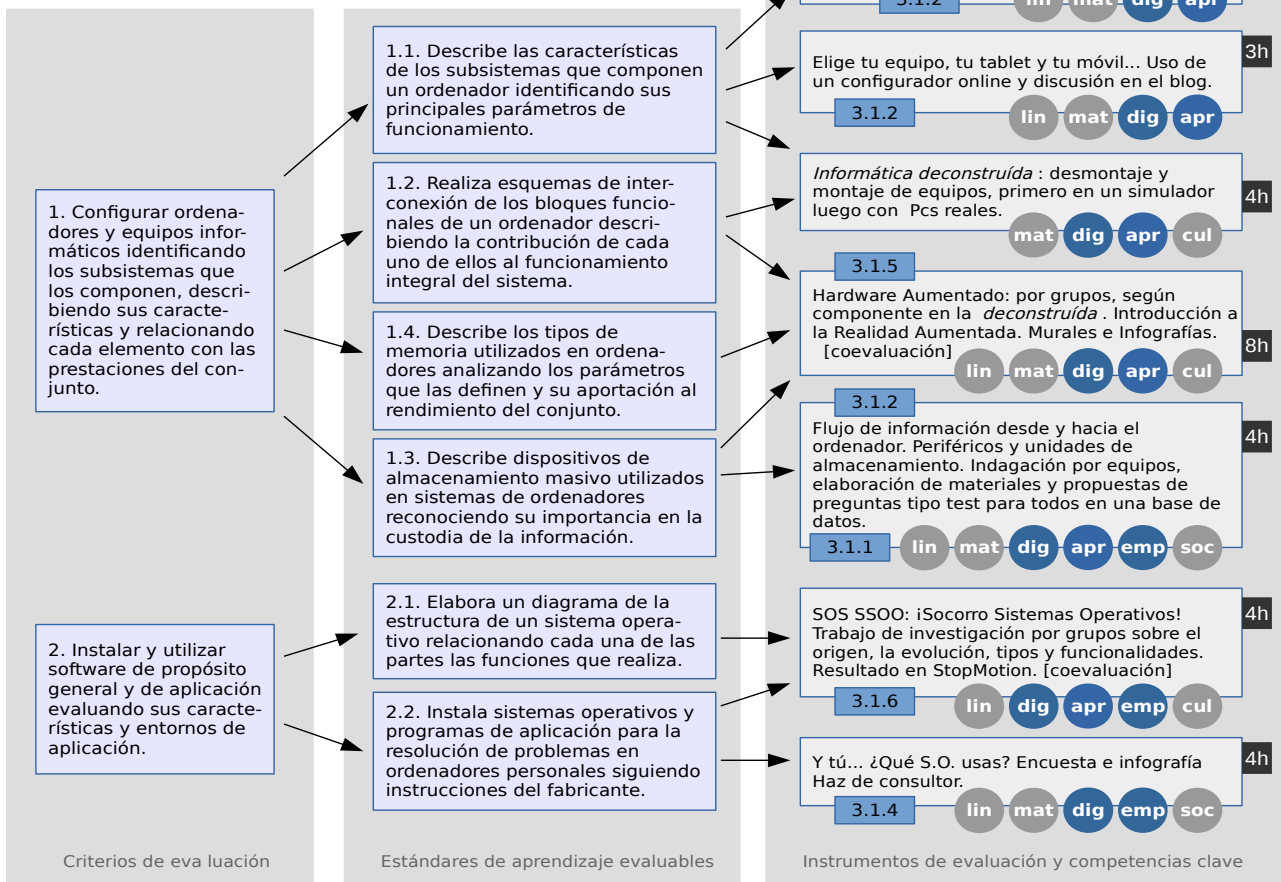 1. Configurar ordena-
dores y equipos infor-
máticos identificando
los subsistemas que
los componen, descri-
biendo sus caracte-
rísticas y relacionando
cada elemento con las
prestaciones del con-
junto.
2. Instalar y utilizar
software de propósito
general y de aplicación
evaluando sus caracte-
rísticas y entornos de
aplicación.
Criterios de eva luación
1.1. Describe las características
de los subsistemas que componen
un ordenador identificando sus
principales parámetros de
funcionamiento.
1.2. Realiza esquemas de inter-
conexión de los bloques funcio-
nales de un ordenador descri-
biendo la contribución de cada
uno de ellos al funcionamiento
integral del sistema.
1.4. Describe los tipos de
memoria utilizados en ordena-
dores analizando los parámetros
que las definen y su aportación al
rendimiento del conjunto.
1.3. Describe dispositivos de
almacenamiento masivo utilizados
en sistemas de ordenadores
reconociendo su importancia en la
custodia de la información.
2.1. Elabora un diagrama de la
estructura de un sistema opera-
tivo relacionando cada una de las
partes las funciones que realiza.
2.2. Instala sistemas operativos y
programas de aplicación para la
resolución de problemas en
ordenadores personales siguiendo
instrucciones del fabricante.
Estándares de aprendizaje evaluables
3.1.2 lin mat dig apr
Elige tu equipo, tu tablet y tu móvil... Uso de
un configurador online y discusión en el blog.
3h
3.1.2 lin mat dig apr
Informática deconstruída : desmontaje y
montaje de equipos, primero en un simulador
luego con Pcs reales.
4h
mat dig apr cul
3.1.5
Hardware Aumentado: por grupos, según
componente en la deconstruída . Introducción a
la Realidad Aumentada. Murales e Infografías.
[coevaluación]
8h
lin mat dig apr cul
3.1.2
Flujo de información desde y hacia el
ordenador. Periféricos y unidades de
almacenamiento. Indagación por equipos,
elaboración de materiales y propuestas de
preguntas tipo test para todos en una base de
datos.
4h
3.1.1 lin mat dig apr emp soc
SOS SSOO: ¡Socorro Sistemas Operativos!
Trabajo de investigación por grupos sobre el
origen, la evolución, tipos y funcionalidades.
Resultado en StopMotion. [coevaluación]
4h
3.1.6 lin dig apr emp cul
Y tú... ¿Qué S.O. usas? Encuesta e infografía
Haz de consultor.
4h
3.1.4 lin mat dig emp soc
Instrumentos de evaluación y competencias clave